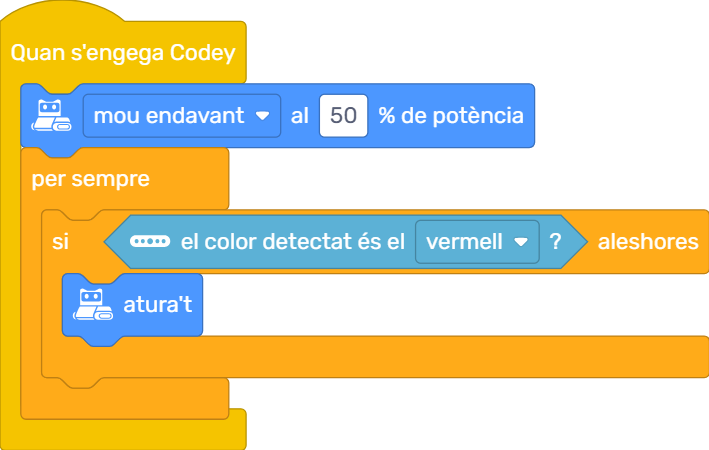 Quan s'engega Codey
mou endavant al 50 % de potència
per sempre
si el color detectat és el vermell ? aleshores
atura't